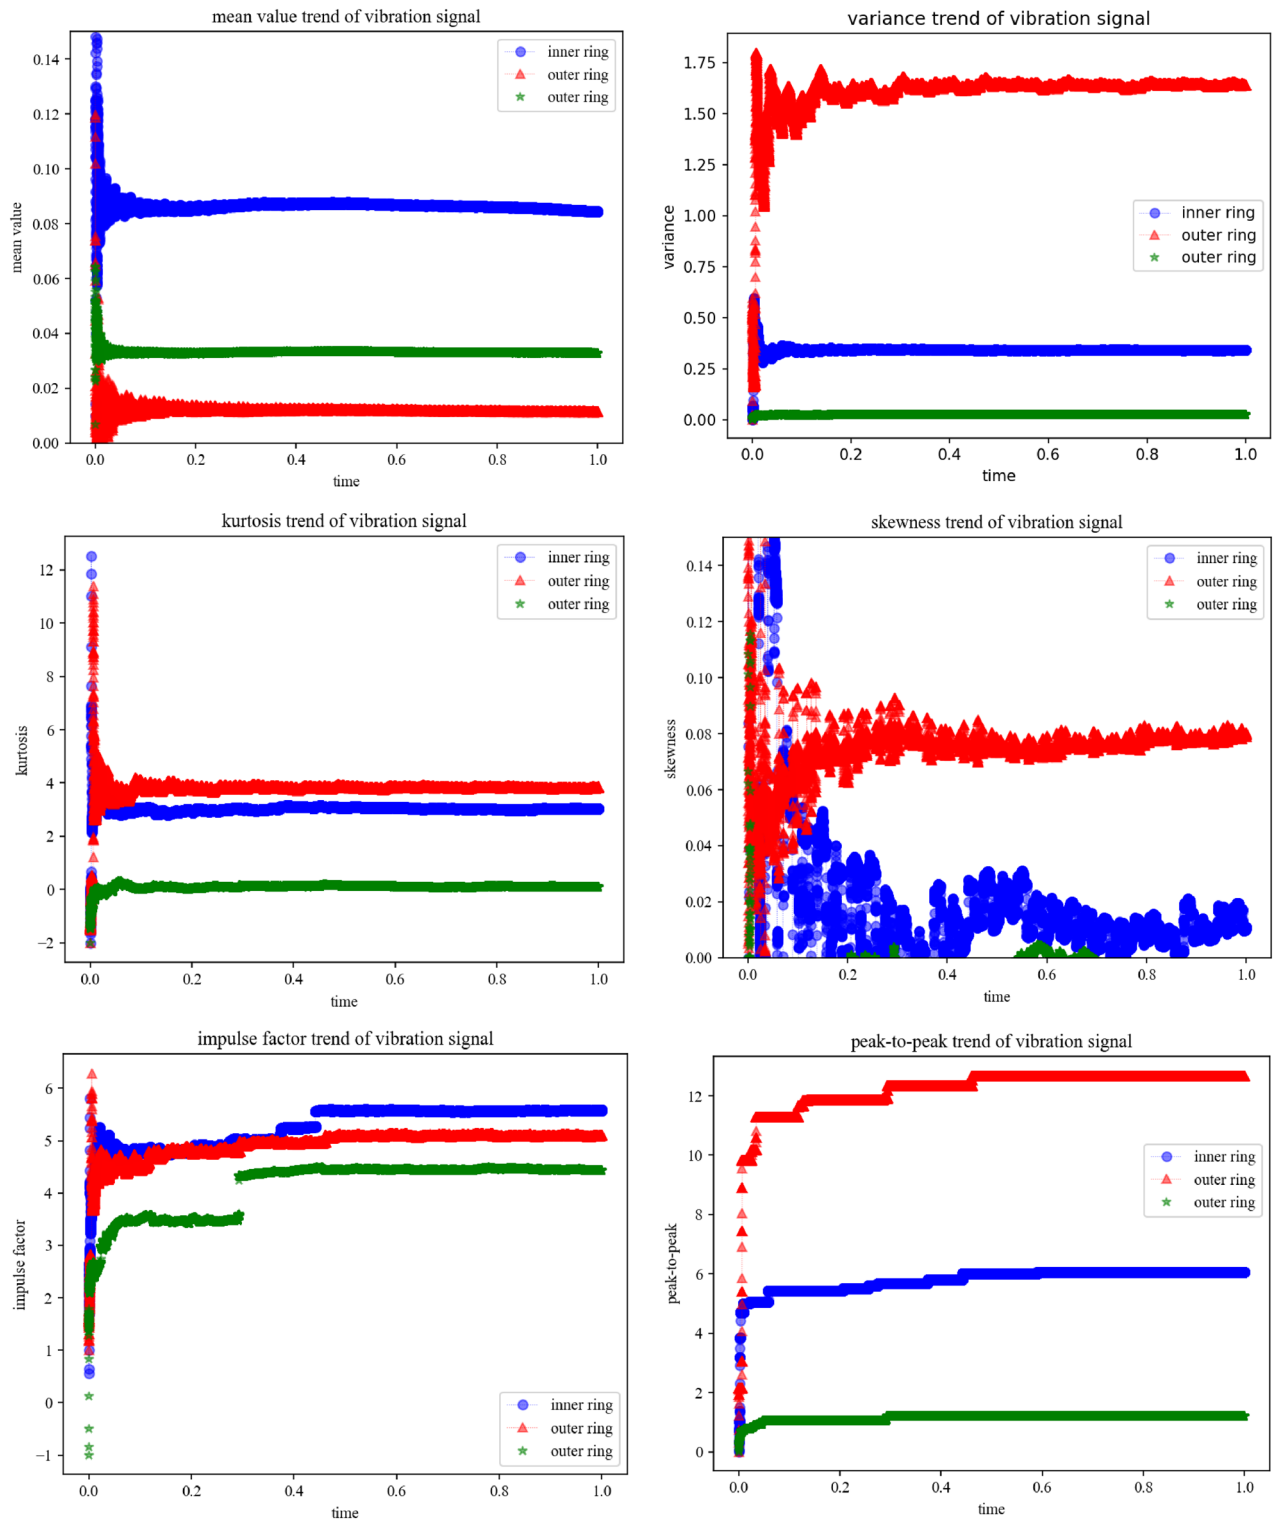 mean value trend of vibration signal
inner ring
outer ring
outer ring
mean value
0.14
0.12
0.10
0.08
0.06
0.04
0.02
0.00
0.0 0.2 0.4 0.6 0.8 1.0
time
variance trend of vibration signal
inner ring
outer ring
outer ring
variance
1.75
1.50
1.25
1.00
0.75
0.50
0.25
0.00
0.0 0.2 0.4 0.6 0.8 1.0
time
kurtosis trend of vibration signal
inner ring
outer ring
outer ring
kurtosis
12
10
8
6
4
2
0
−2
0.0 0.2 0.4 0.6 0.8 1.0
time
skewness trend of vibration signal
inner ring
outer ring
outer ring
skewness
0.14
0.12
0.10
0.08
0.06
0.04
0.02
0.00
0.0 0.2 0.4 0.6 0.8 1.0
time
impulse factor trend of vibration signal
impulse factor
6
5
4
3
2
1
0
−1
inner ring
outer ring
outer ring
0.0 0.2 0.4 0.6 0.8 1.0
time
peak-to-peak trend of vibration signal
peak-to-peak
12
10
8
6
4
2
0
inner ring
outer ring
outer ring
0.0 0.2 0.4 0.6 0.8 1.0
time